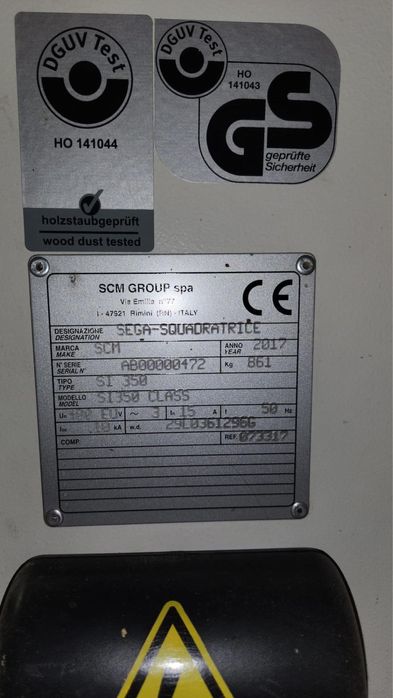 DGUV Test
HO 141044
holzstaubgeprüft
wood dust tested
DGUV Test
HO
141043
GS
geprüfte
Sicherheit
SCM GROUP spa
Via Emilia n°77
I - 47921 Rimini (RN) - ITALY
CE
DESIGNAZIONE
DESIGNATION
SEGA-SQUADRATRICE
MARCA
MAKE
SCM
ANNO
YEAR
2017
N° SERIE
SERIAL N°
AB00000472
Kg
861
TIPO
TYPE
SI 350
MODELLO
MODEL
SI350 CLASS
400 EU V ~ 3 15 A f 50 Hz
10 kA w.d. 29L0361296G
COMP.
REF. 073317